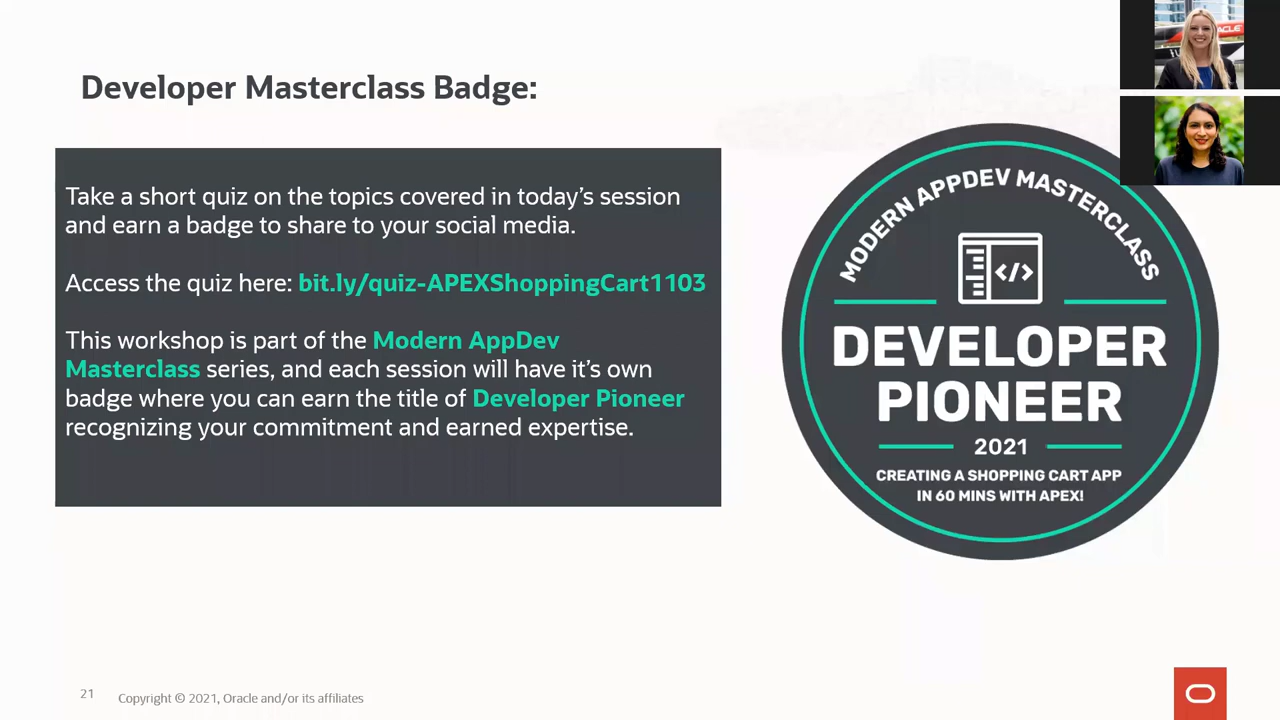 Developer Masterclass Badge:
Take a short quiz on the topics covered in today's session
and earn a badge to share to your social media.
Access the quiz here: bit.ly/quiz-APEXShoppingCart1103
This workshop is part of the Modern AppDev
Masterclass series, and each session will have it's own
badge where you can earn the title of Developer Pioneer
recognizing your commitment and earned expertise.
MODERN APPDEV MASTERCLASS
</>
DEVELOPER
PIONEER
2021
CREATING A SHOPPING CART APP
IN 60 MINS WITH APEX!
21
Copyright © 2021, Oracle and/or its affiliates